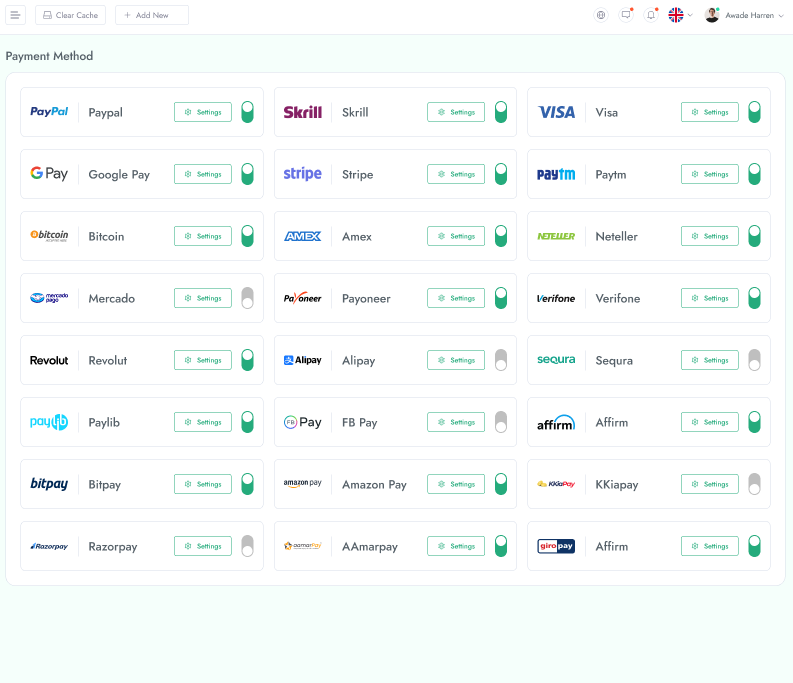 Clear Cache
+ Add New
Awade Harren
Payment Method
PayPal Paypal Settings
Skrill Skrill Settings
VISA Visa Settings
G Pay Google Pay Settings
stripe Stripe Settings
paytm Paytm Settings
bitcoin Bitcoin Settings
AMEX Amex Settings
NETELLER Neteller Settings
mercado
pago
Mercado Settings
Payoneer Payoneer Settings
Verifone Verifone Settings
Revolut Revolut Settings
Alipay Alipay Settings
seQura Sequra Settings
paylib Paylib Settings
FB Pay FB Pay Settings
affirm Affirm Settings
bitpay Bitpay Settings
amazon pay Amazon Pay Settings
KKiaPay KKiapay Settings
Razorpay Razorpay Settings
aamarPay AAmarpay Settings
giropay Affirm Settings